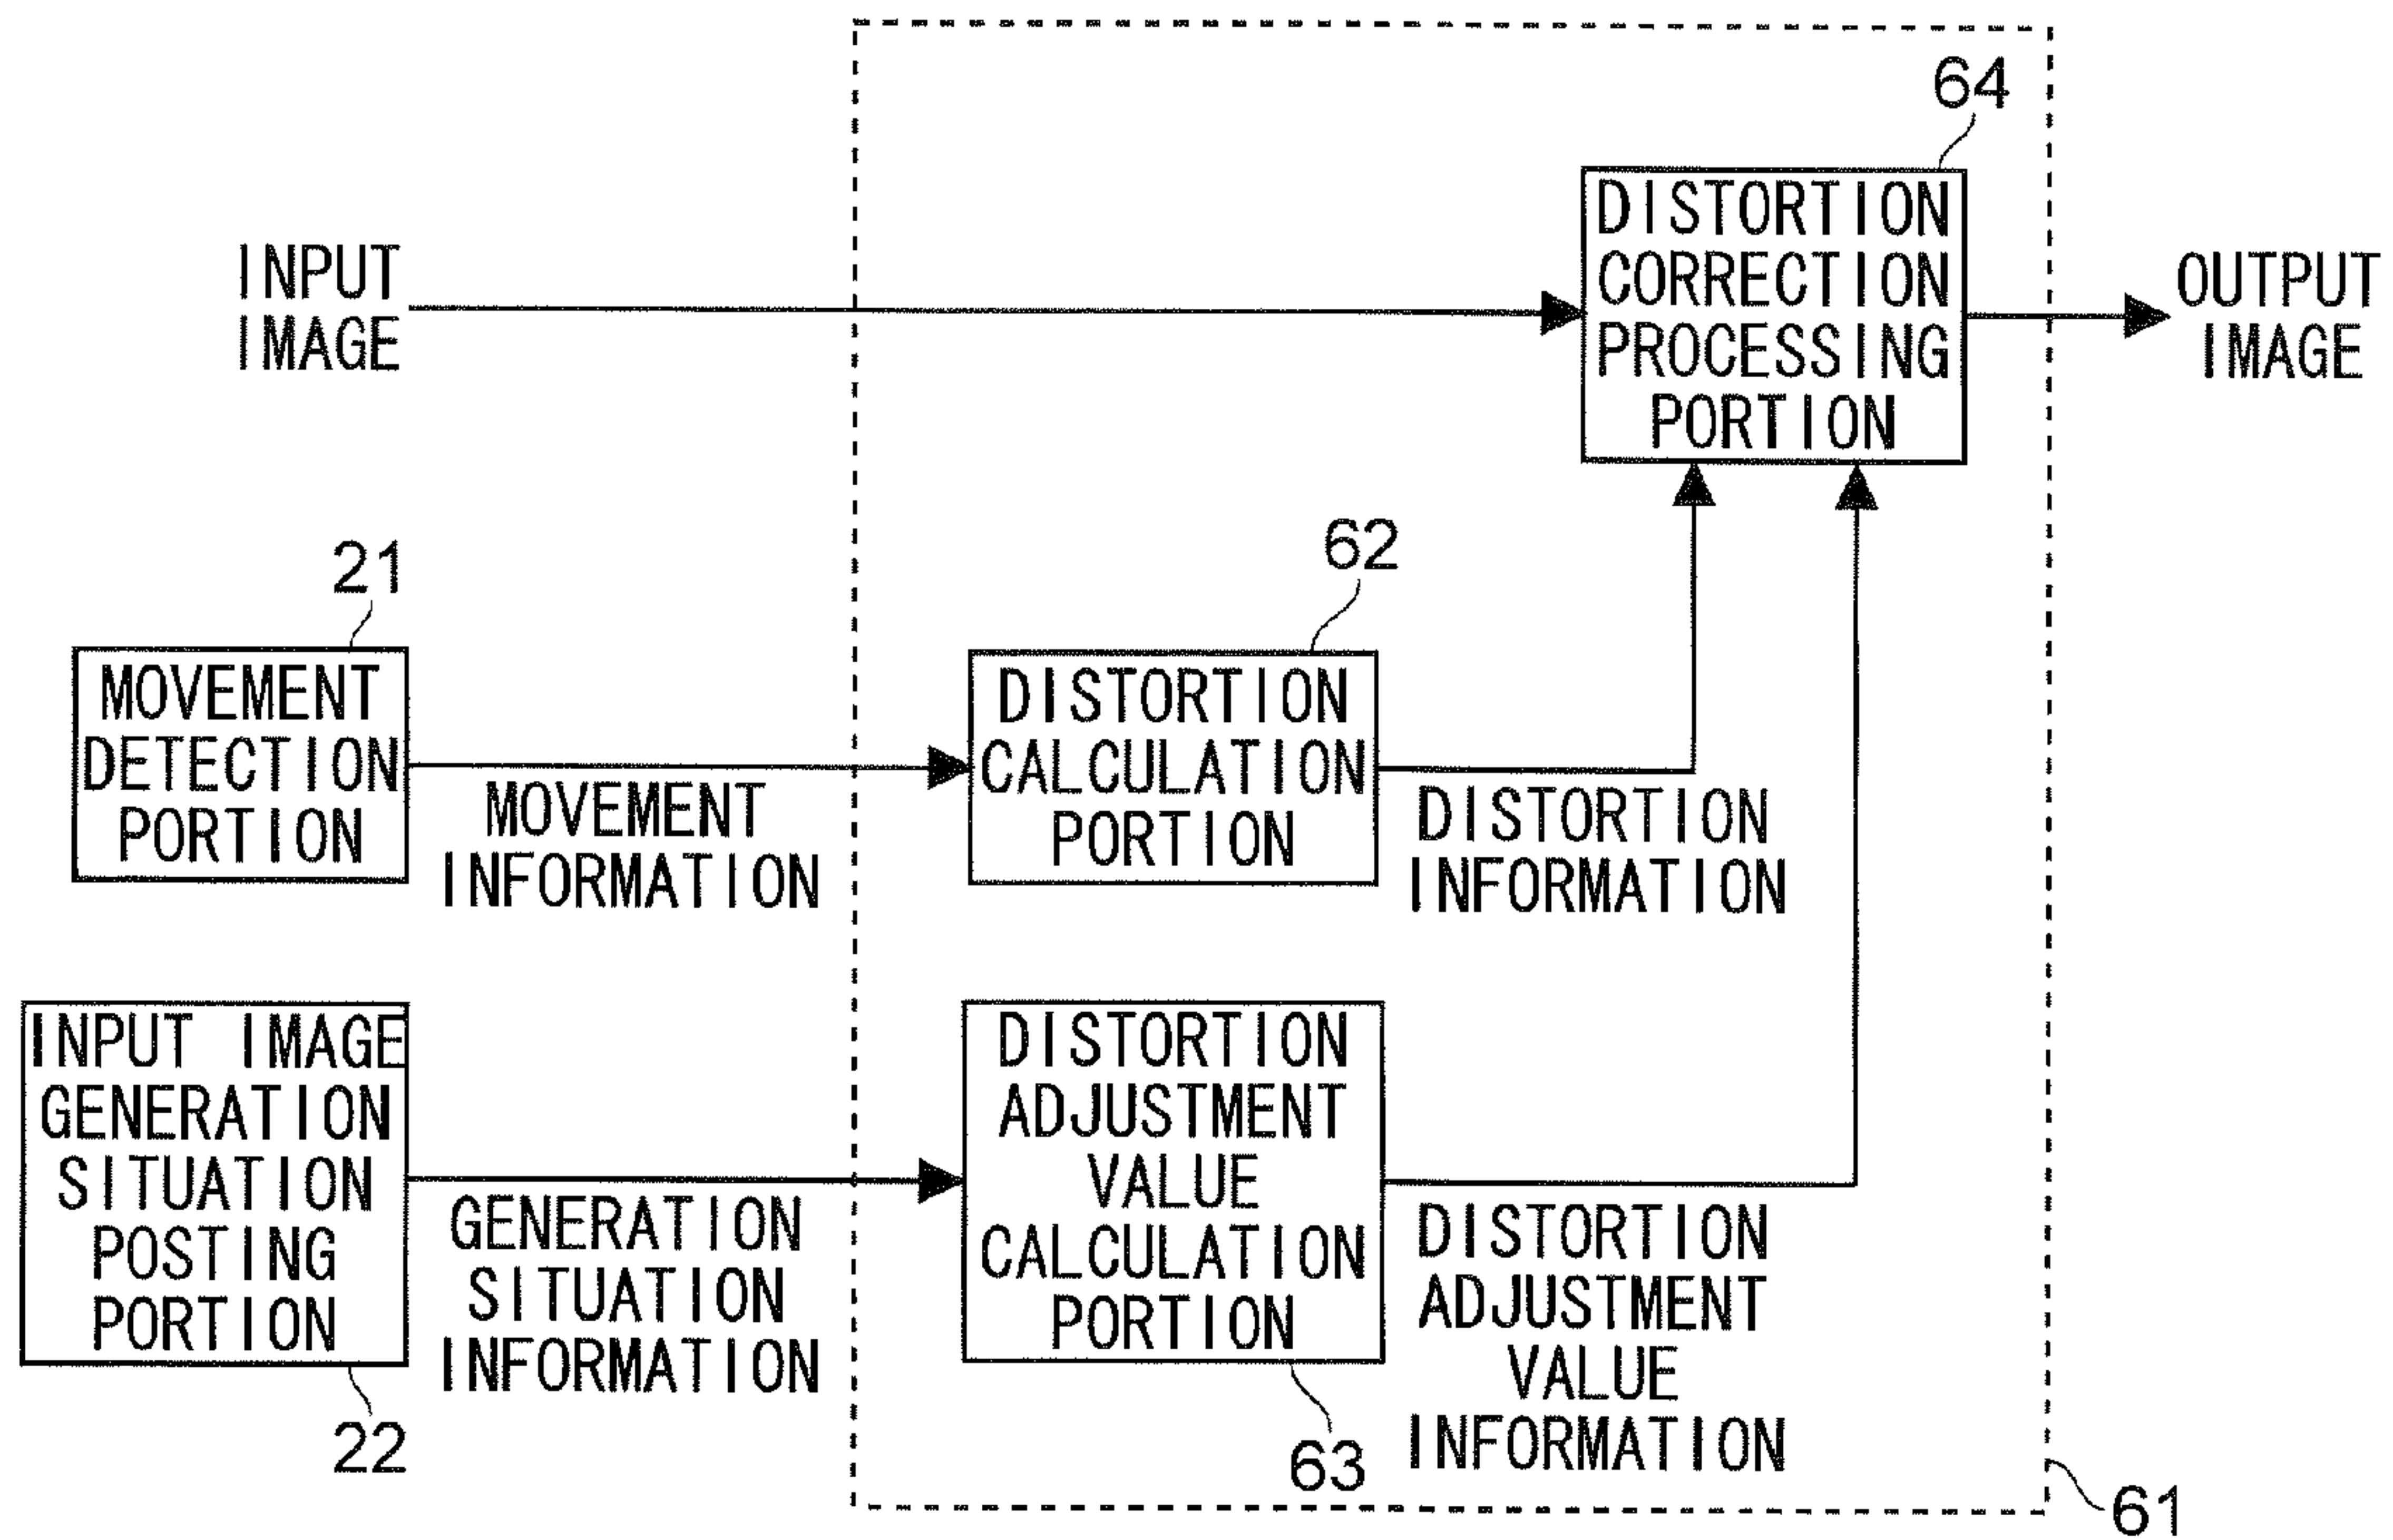 64
DISTORTION
CORRECTION
PROCESSING
PORTION
INPUT
IMAGE
OUTPUT
IMAGE
21
MOVEMENT
DETECTION
PORTION
MOVEMENT
INFORMATION
62
DISTORTION
CALCULATION
PORTION
DISTORTION
INFORMATION
INPUT IMAGE
GENERATION
SITUATION
POSTING
PORTION
22
GENERATION
SITUATION
INFORMATION
DISTORTION
ADJUSTMENT
VALUE
CALCULATION
PORTION
63
DISTORTION
ADJUSTMENT
VALUE
INFORMATION
61